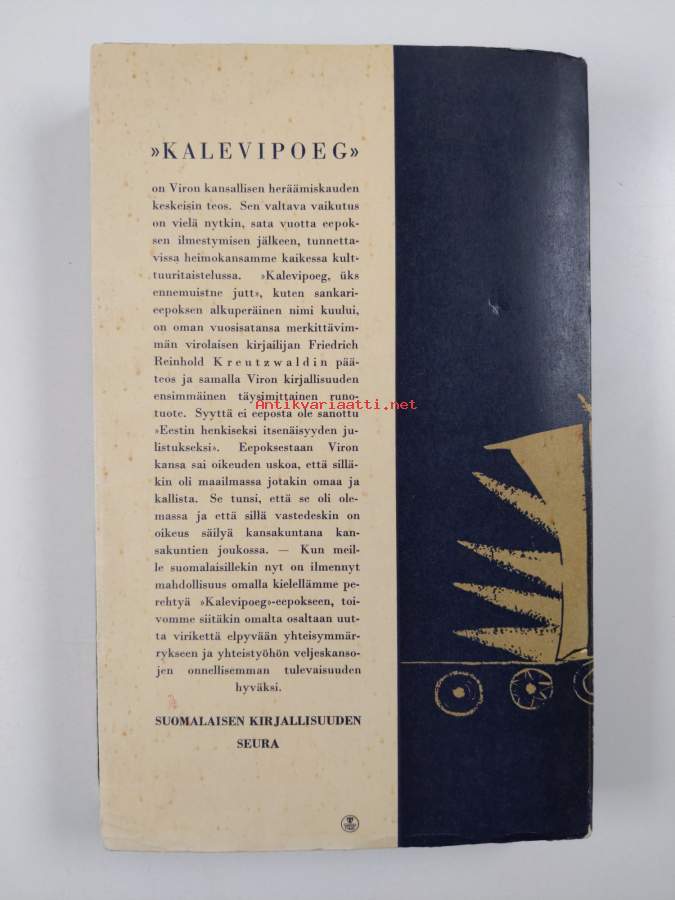 »KALEVIPOEG»
on Viron kansallisen heräämiskauden
keskeisin teos. Sen valtava vaikutus
on vielä nytkin, sata vuotta eepok-
sen ilmestymisen jälkeen, tunnetta-
vissa heimokansamme kaikessa kult-
tuuritaistelussa. »Kalevipoeg, üks
ennemuistne jutt», kuten sankari-
eepoksen alkuperäinen nimi kuului,
on oman vuosisatansa merkittävim-
män virolaisen kirjailijan Friedrich
Reinhold Kreutzwaldin pää-
teos ja samalla Viron kirjallisuuden
ensimmäinen täysimittainen runo-
tuote. Syyttä ei eeposta ole sanottu
Antikvariaatti.net
»Eestin henkiseksi itsenäisyyden ju-
listukseksi». Eepoksestaan Viron
kansa sai oikeuden uskoa, että sillä-
kin oli maailmassa jotakin omaa ja
kallista. Se tunsi, että se oli ole-
massa ja että sillä vastedeskin on
oikeus säilyä kansakuntana kan-
sakuntien joukossa. — Kun meil-
le suomalaisillekin nyt on ilmennyt
mahdollisuus omalla kielellämme pe-
rehtyä »Kalevipoeg»-eepokseen, toi-
vomme siitäkin omalta osaltaan uut-
ta virikettä elpyvään yhteisymmär-
rykseen ja yhteistyöhön veljeskanso-
jen onnellisemman tulevaisuuden
hyväksi.
SUOMALAISEN KIRJALLISUUDEN
SEURA